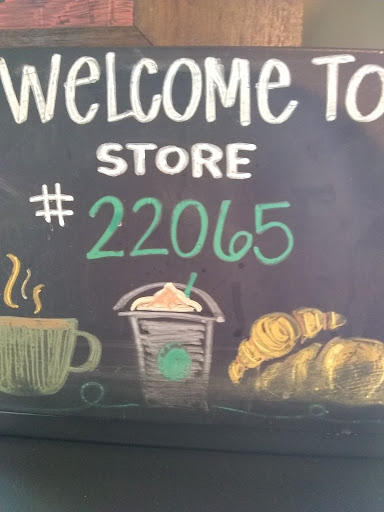 WELCOME TO
STORE
# 22065